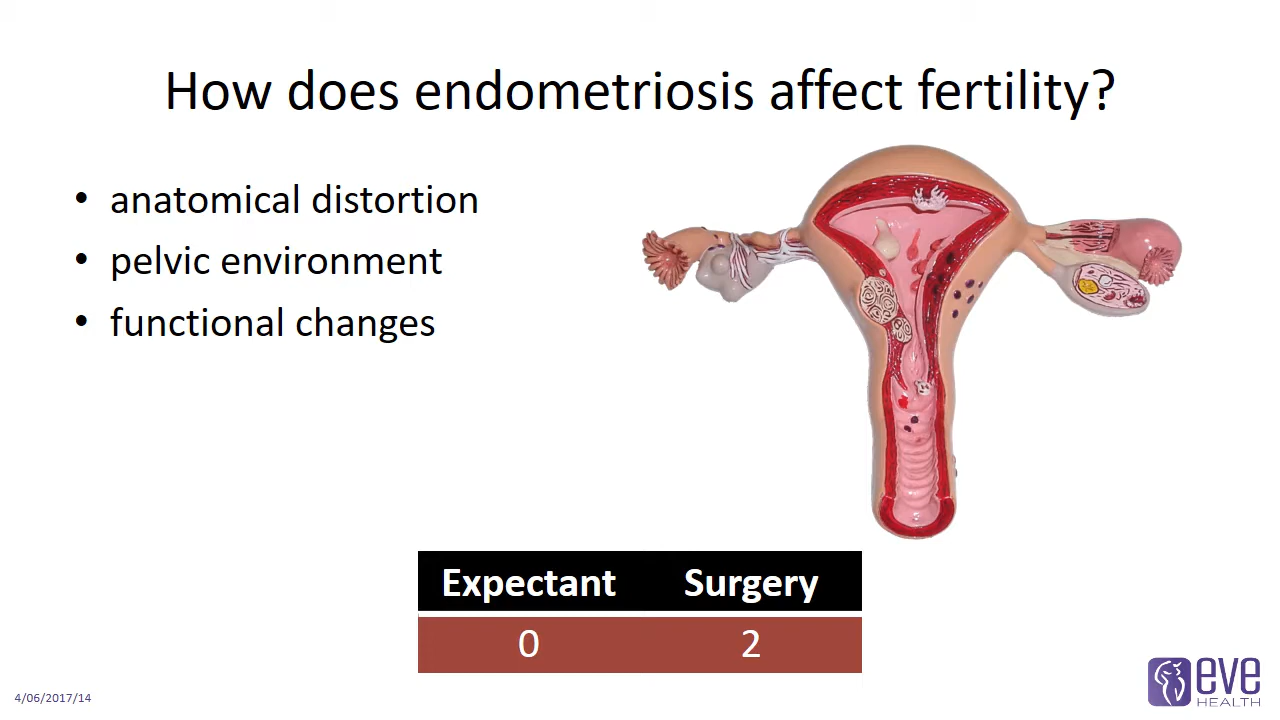 How does endometriosis affect fertility?
• anatomical distortion
• pelvic environment
• functional changes
Expectant Surgery
0 2
4/06/2017/14
eve
HEALTH